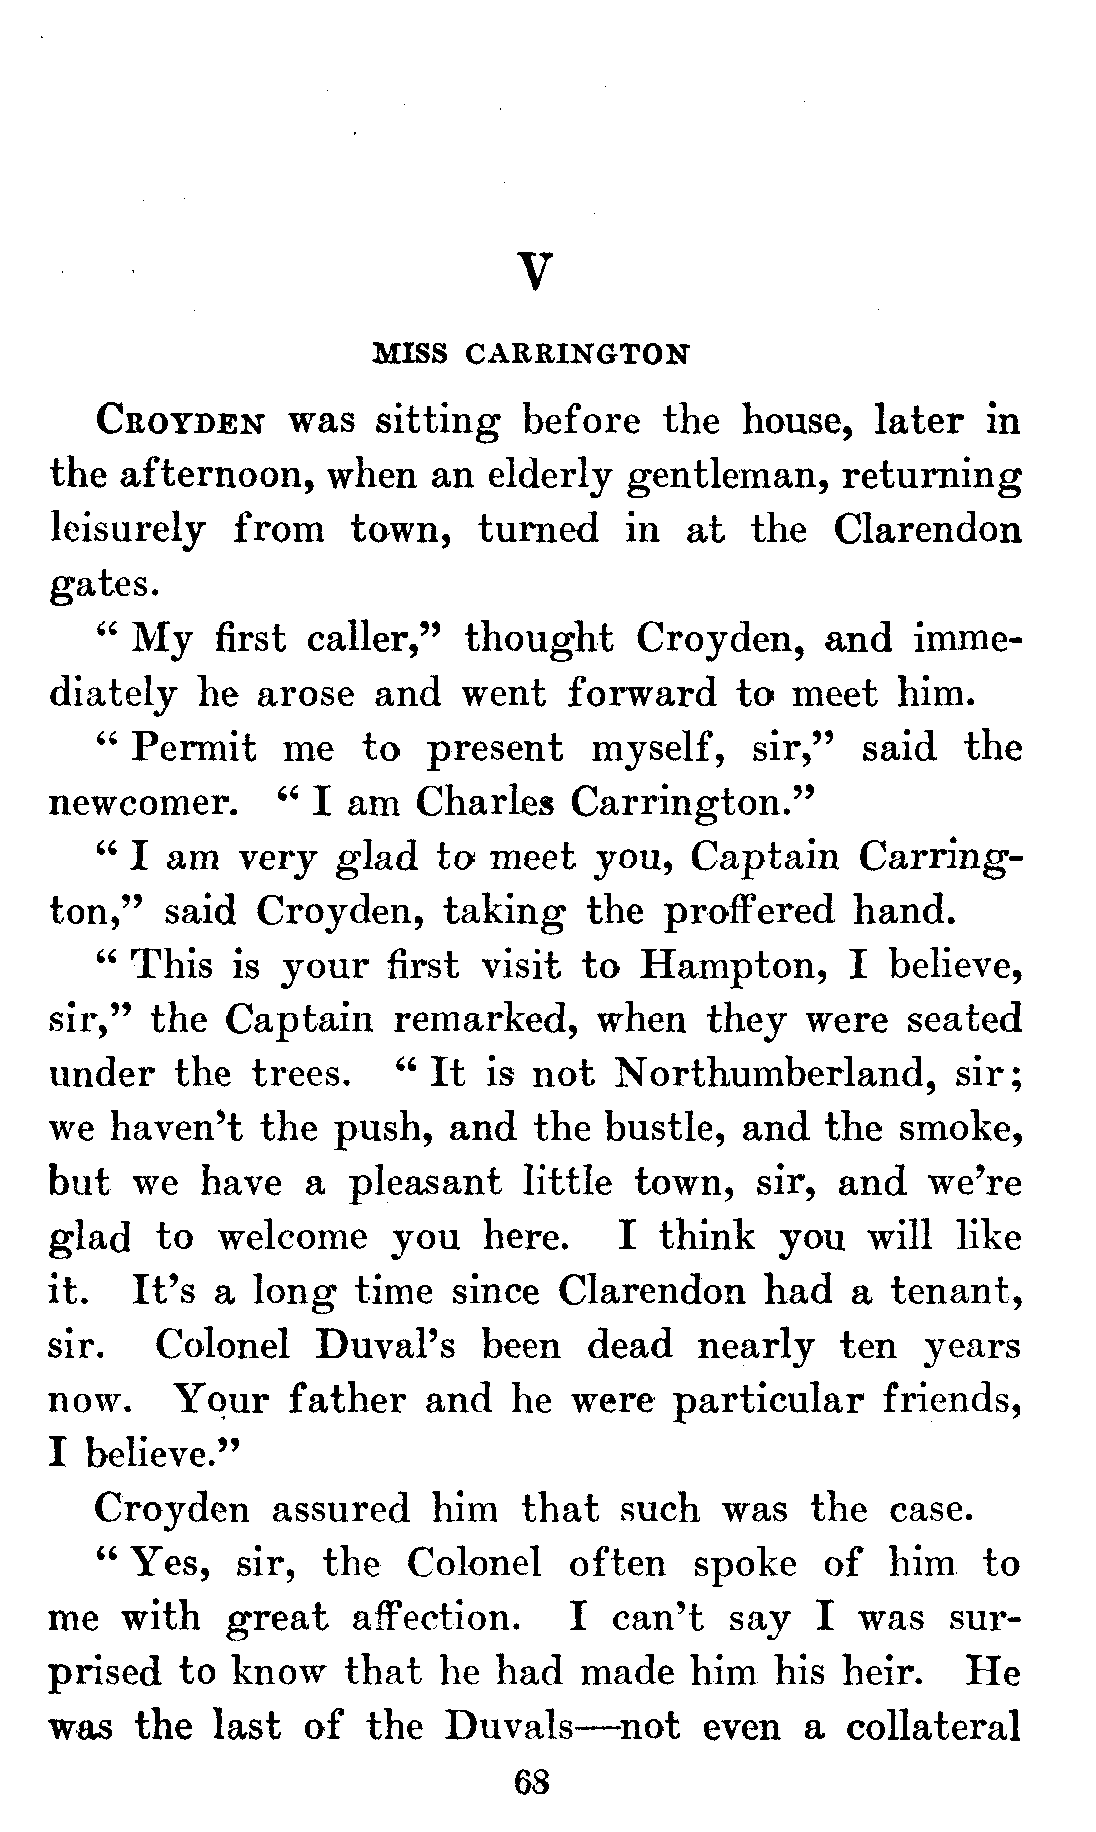 V
MISS CARRINGTON
CROYDEN was sitting before the house, later in
the afternoon, when an elderly gentleman, returning
leisurely from town, turned in at the Clarendon
gates.
“ My first caller,” thought Croyden, and imme-
diately he arose and went forward to meet him.
“ Permit me to present myself, sir,” said the
newcomer. “ I am Charles Carrington.”
“ I am very glad to meet you, Captain Carring-
ton,” said Croyden, taking the proffered hand.
“ This is your first visit to Hampton, I believe,
sir,” the Captain remarked, when they were seated
under the trees. “ It is not Northumberland, sir;
we haven’t the push, and the bustle, and the smoke,
but we have a pleasant little town, sir, and we’re
glad to welcome you here. I think you will like
it. It’s a long time since Clarendon had a tenant,
sir. Colonel Duval’s been dead nearly ten years
now. Your father and he were particular friends,
I believe.”
Croyden assured him that such was the case.
“ Yes, sir, the Colonel often spoke of him to
me with great affection. I can’t say I was sur-
prised to know that he had made him his heir. He
was the last of the Duvals—not even a collateral
68